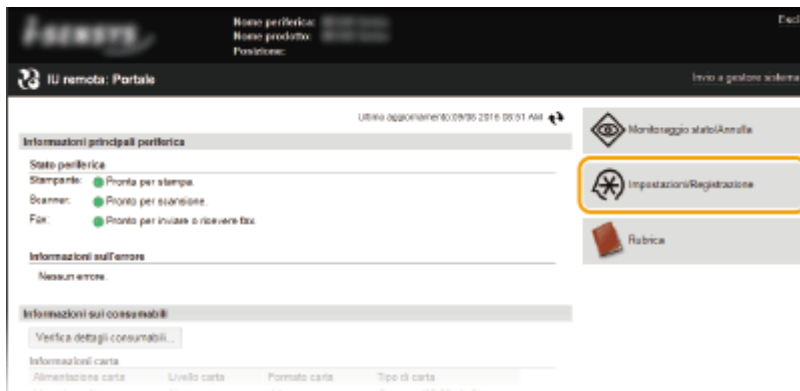 i-SENSYS
Nome periferica:
Nome prodotto:
Posizione:
IU remota: Portale
Invio a gestore sistema
Ultimo aggiornamento:09/06 2016 08:51 AM
Informazioni principali periferica
Stato periferica
Stampante: Pronta per stampa.
Scanner: Pronto per scansione.
Fax: Pronto per inviare o ricevere fax.
Informazioni sull'errore
Nessun errore.
Informazioni sui consumabili
Verifica dettagli consumabili...
Informazioni carta
Alimentazione carta Livello carta Formato carta Tipo di carta
Monitoraggio stato/Annulla
Impostazioni/Registrazione
Rubrica